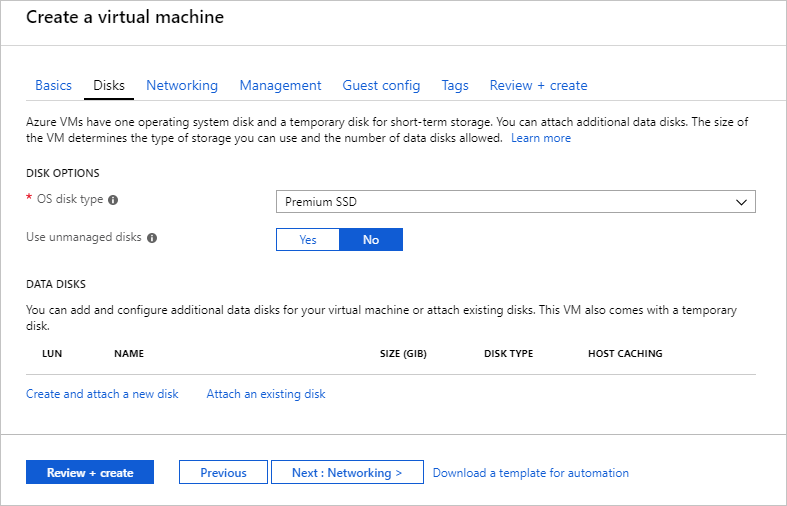 Create a virtual machine
Basics Disks Networking Management Guest config Tags Review + create
Azure VMs have one operating system disk and a temporary disk for short-term storage. You can attach additional data disks. The size of
the VM determines the type of storage you can use and the number of data disks allowed. Learn more
DISK OPTIONS
* OS disk type Premium SSD
Use unmanaged disks Yes No
DATA DISKS
You can add and configure additional data disks for your virtual machine or attach existing disks. This VM also comes with a temporary
disk.
LUN NAME SIZE (GIB) DISK TYPE HOST CACHING
Create and attach a new disk Attach an existing disk
Review + create Previous Next : Networking > Download a template for automation